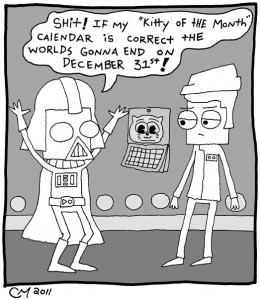 Shit! IF MY "Kitty OF THE MONTH"
CALENDAR IS CORRECT THE
WORLDS GONNA END ON
DECEMBER 31st!
CM 2011